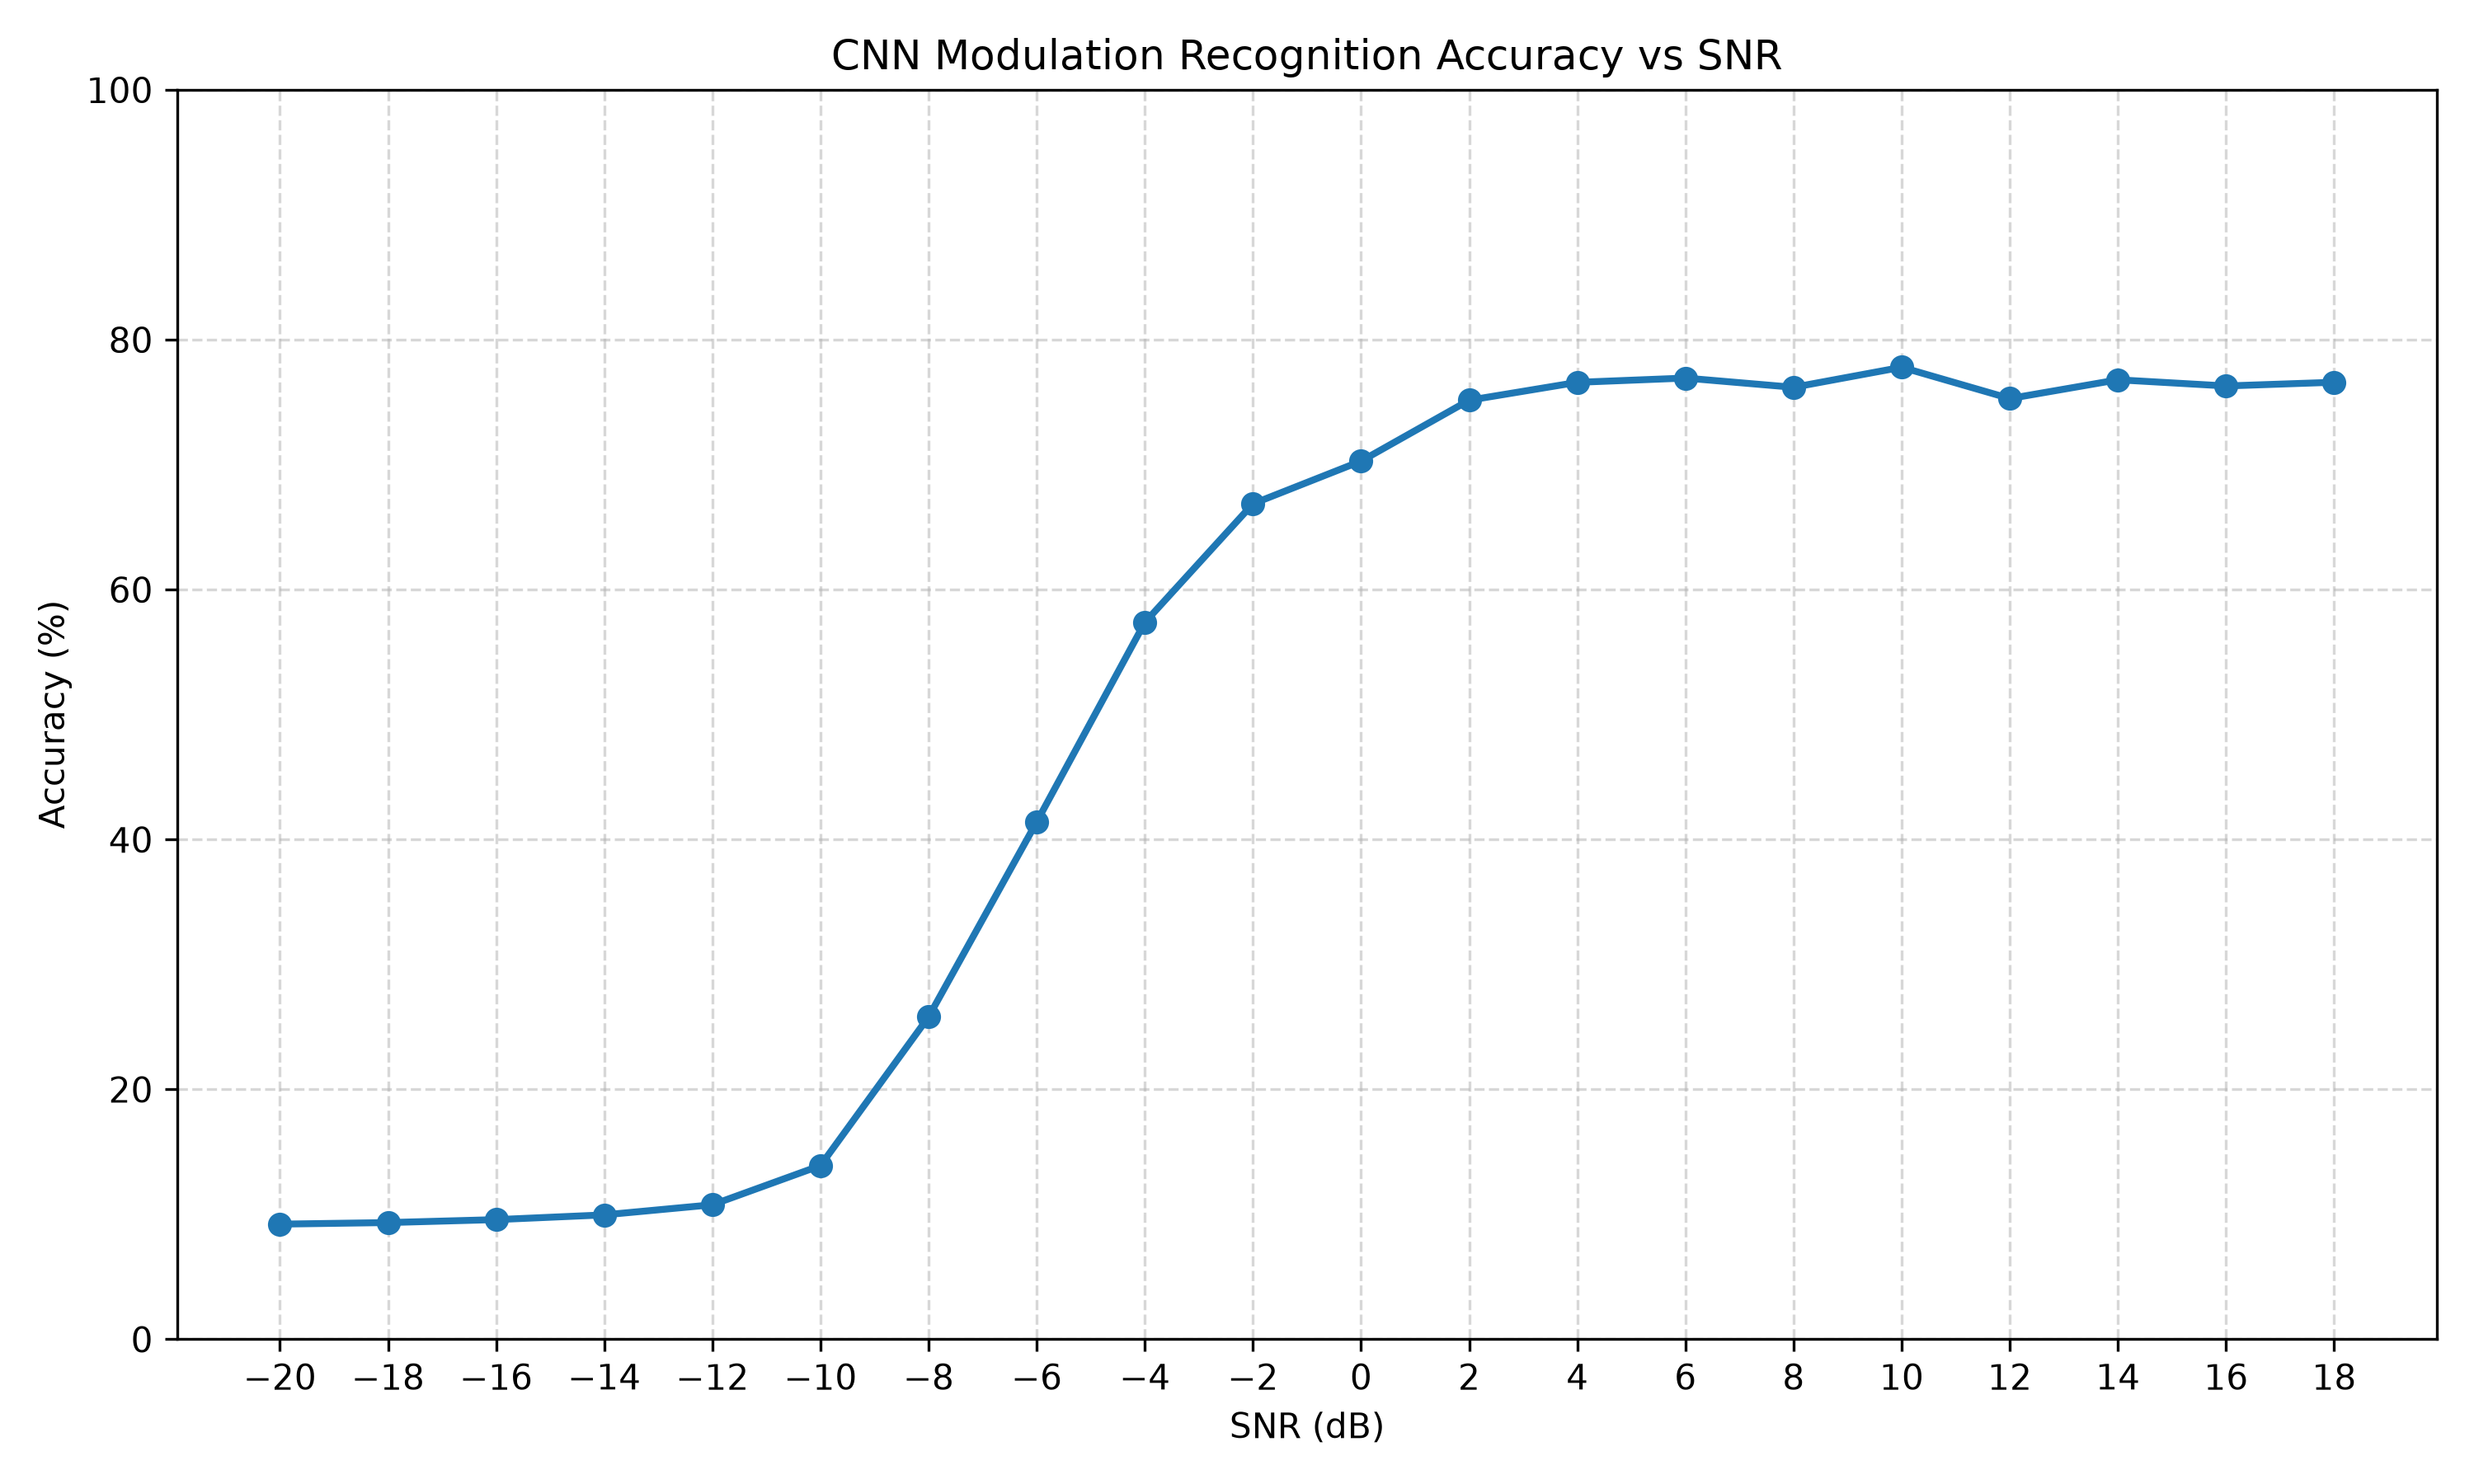 CNN Modulation Recognition Accuracy vs SNR
100
80
60
40
20
0
Accuracy (%)
−20 −18 −16 −14 −12 −10 −8 −6 −4 −2 0 2 4 6 8 10 12 14 16 18
SNR (dB)